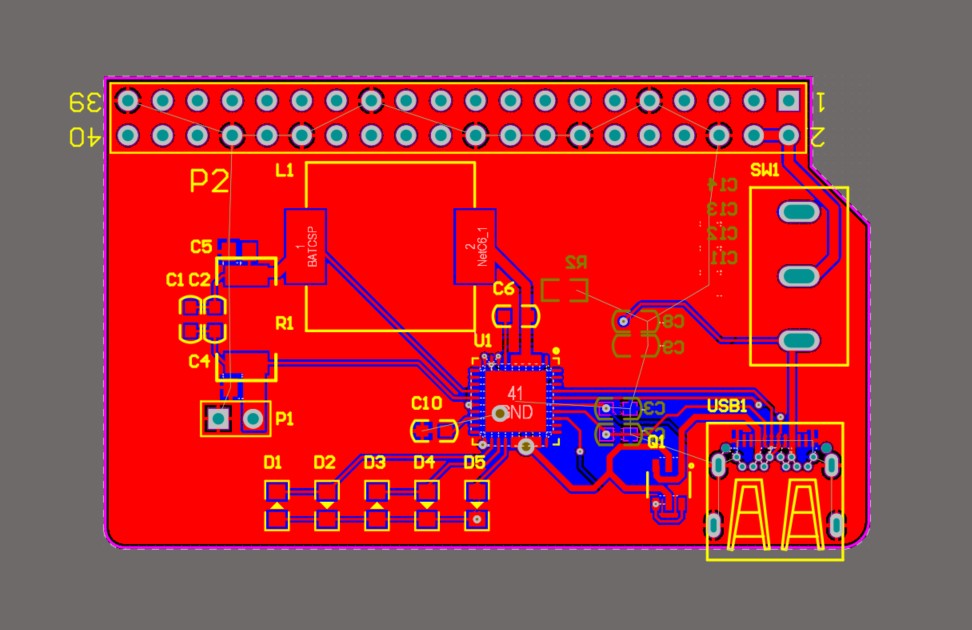 39
1
40
2
P2
L1
SW1
C14
C13
C12
C11
1
BATCSP
2
NetC6_1
C5
C1 C2
R2
C6
R1
C8
C9
U1
C4
41
GND
C10
C3
USB1
P1
Q1
D1 D2 D3 D4 D5